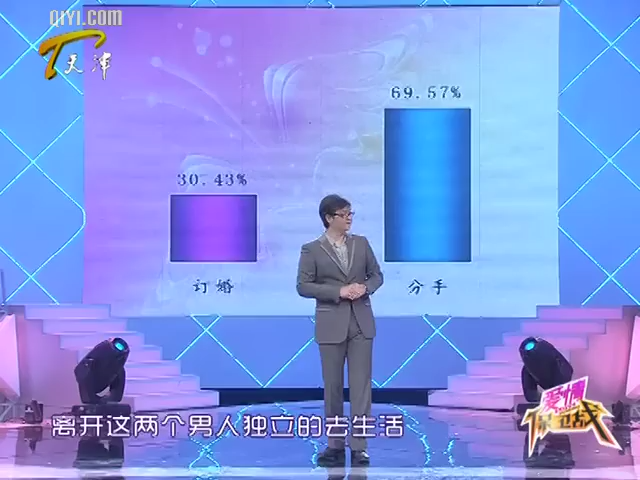 QIYI.com
天津
69.57%
30.43%
订婚
分手
爱情
保卫战
离开这两个男人独立的去生活